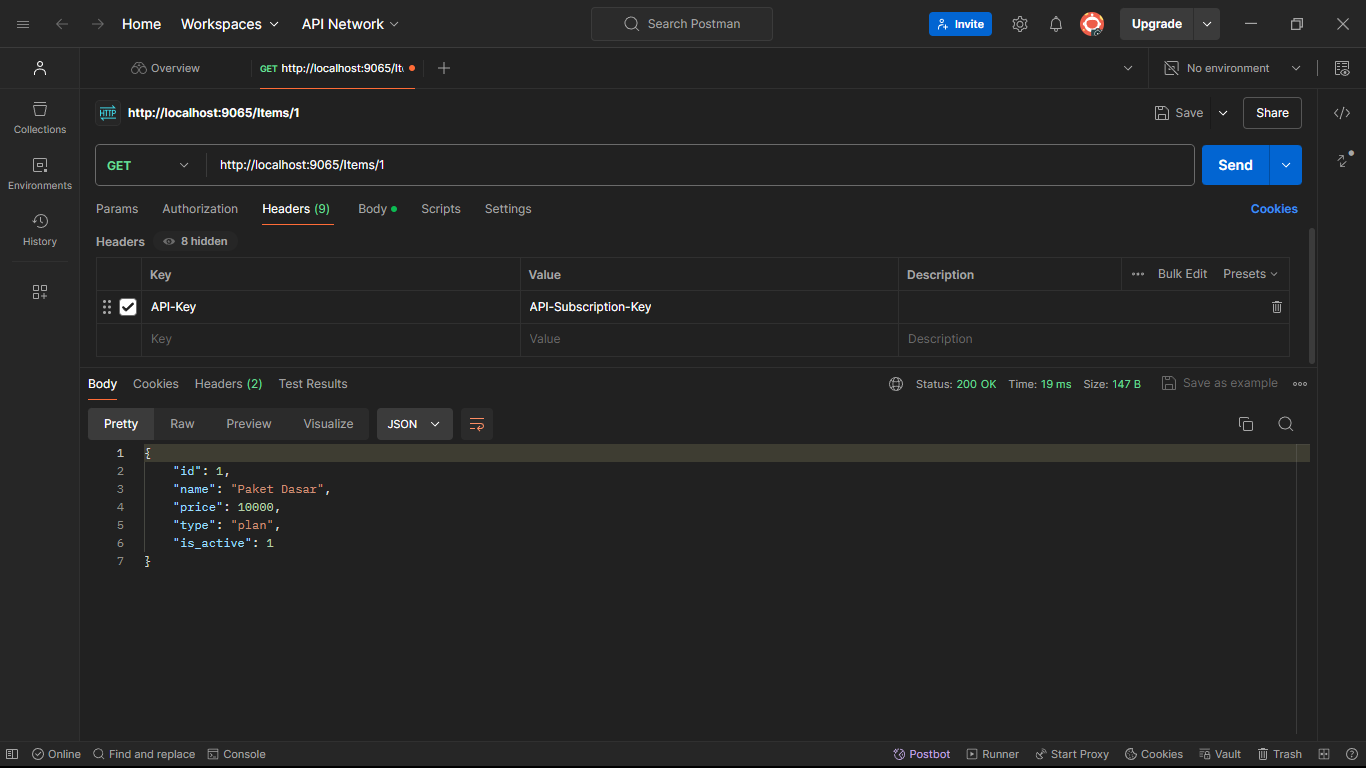 Home Workspaces API Network Search Postman Invite Upgrade
Overview GET http://localhost:9065/It No environment
HTTP http://localhost:9065/Items/1 Save Share
Collections
GET http://localhost:9065/Items/1 Send
Environments
Params Authorization Headers (9) Body Scripts Settings Cookies
History
Headers 8 hidden
Key Value Description Bulk Edit Presets
API-Key API-Subscription-Key
Key Value Description
Body Cookies Headers (2) Test Results Status: 200 OK Time: 19 ms Size: 147 B Save as example
Pretty Raw Preview Visualize JSON
1 {
2 "id": 1,
3 "name": "Paket Dasar",
4 "price": 10000,
5 "type": "plan",
6 "is_active": 1
7 }
Online Find and replace Console Postbot Runner Start Proxy Cookies Vault Trash